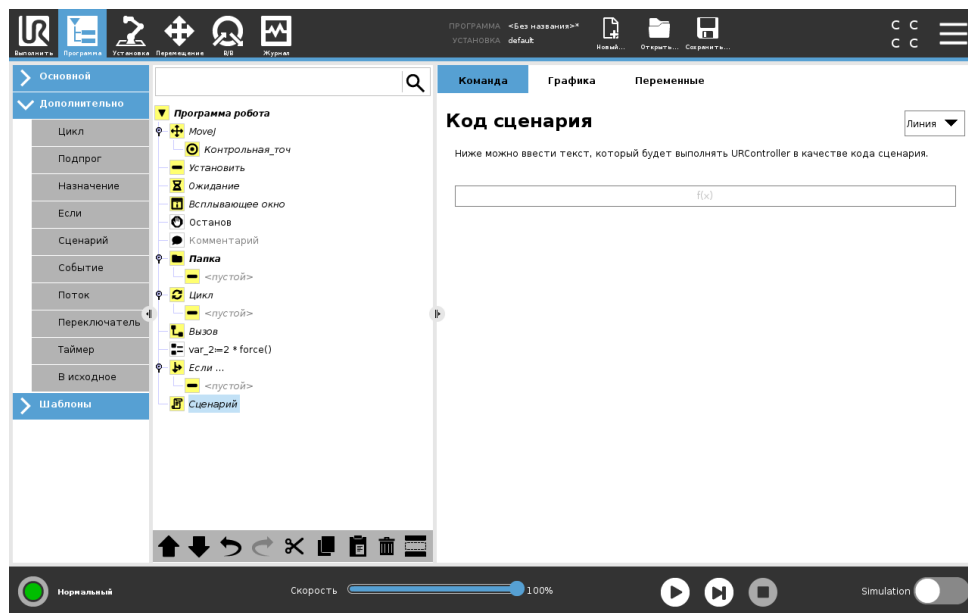 ПРОГРАММА <Без названия>*
УСТАНОВКА default
Выполнить Программа Установка Перемещение В/В Журнал
Новый... Открыть... Сохранить...
C C
C C
Основной
Дополнительно
Цикл
Подпрог
Назначение
Если
Сценарий
Событие
Поток
Переключатель
Таймер
В исходное
Шаблоны
Программа робота
MoveJ
Контрольная_точ
Установить
Ожидание
Всплывающее окно
Останов
Комментарий
Папка
<пустой>
Цикл
<пустой>
Вызов
var_2≔2 * force()
Если ...
<пустой>
Сценарий
Команда Графика Переменные
Код сценария
Линия
Ниже можно ввести текст, который будет выполнять URController в качестве кода сценария.
f(x)
Нормальный
Скорость 100%
Simulation